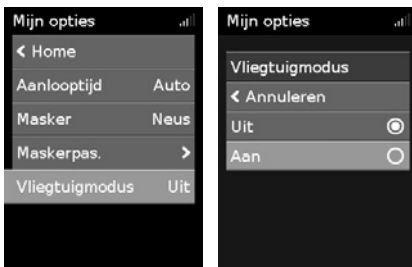 Mijn opties
< Home
Aanlooptijd Auto
Masker Neus
Maskerpas. >
Vliegtuigmodus Uit
Mijn opties
Vliegtuigmodus
< Annuleren
Uit
Aan